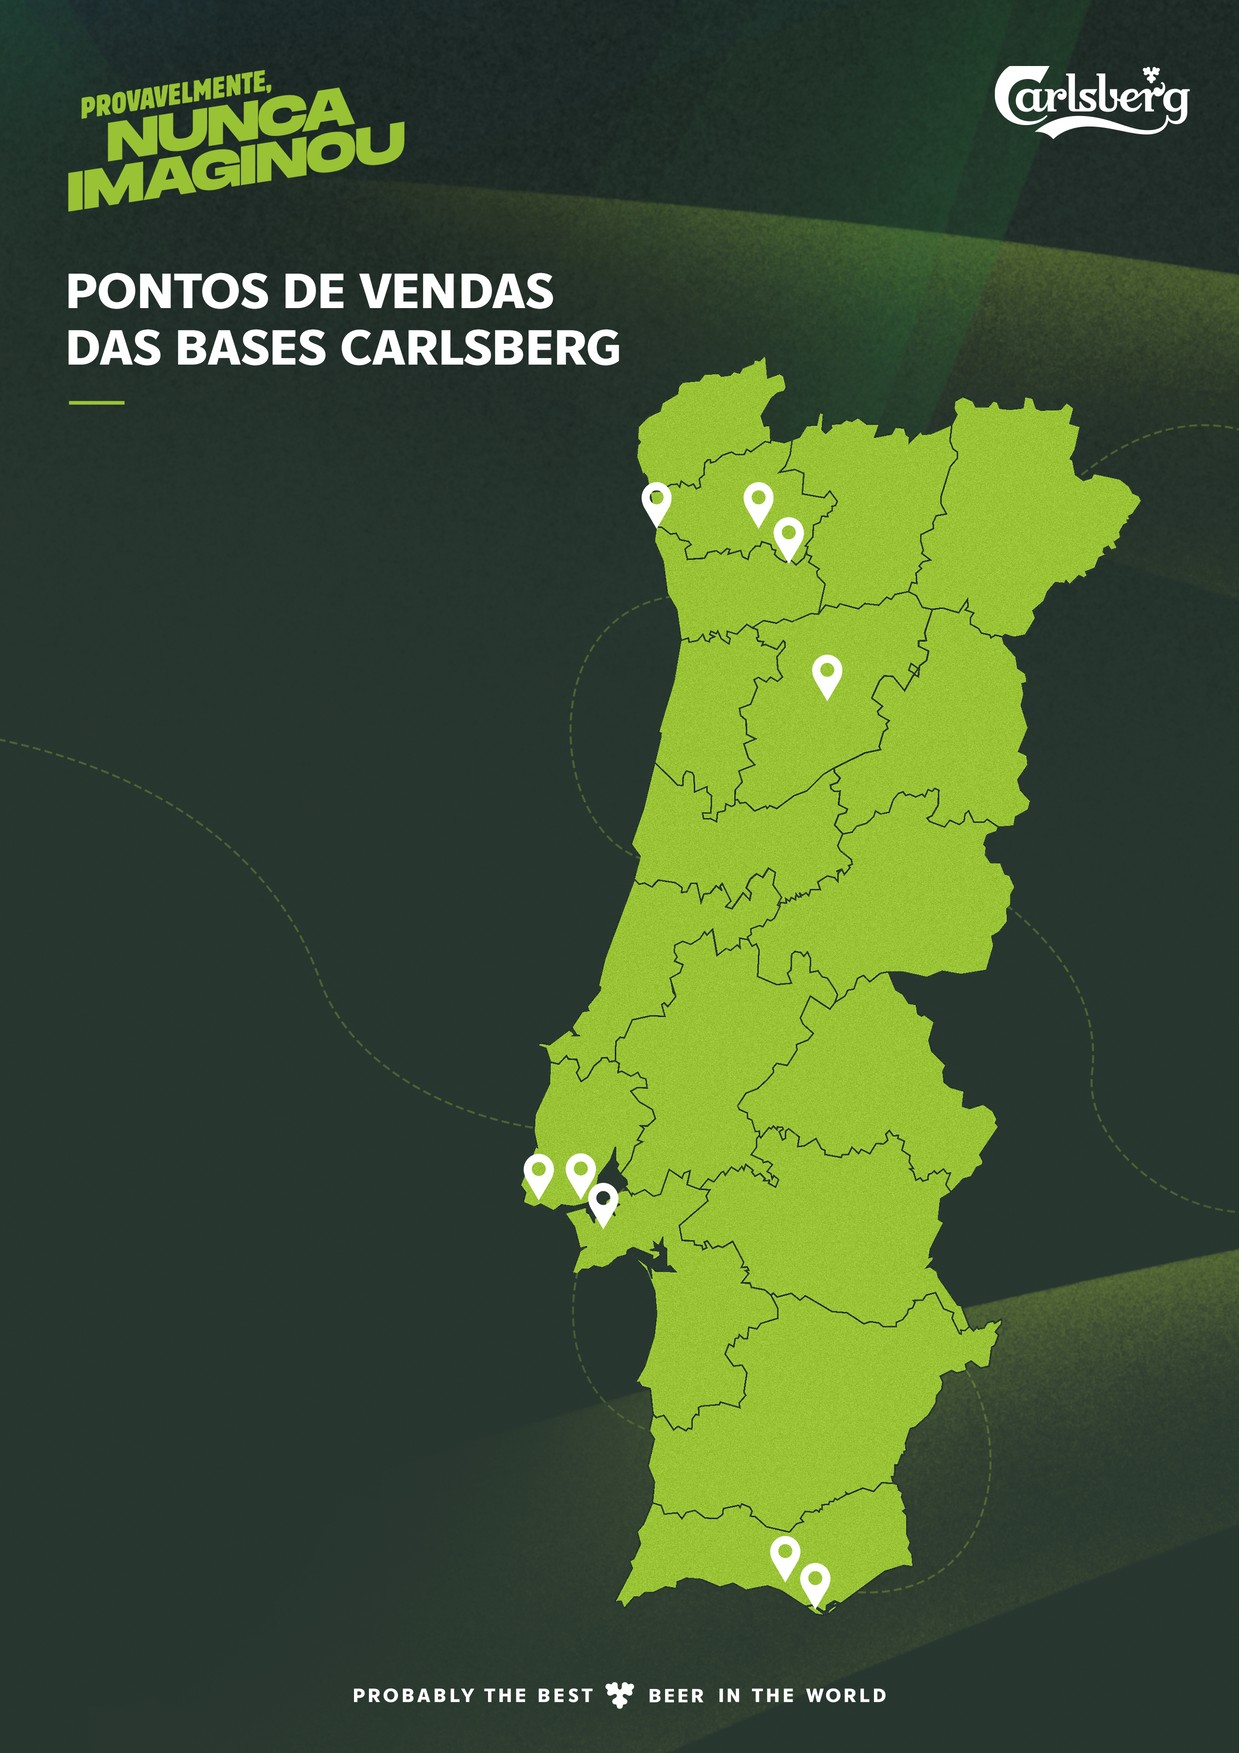 PROVAVELMENTE,
NUNCA
IMAGINOU
Carlsberg
PONTOS DE VENDAS
DAS BASES CARLSBERG
PROBABLY THE BEST BEER IN THE WORLD